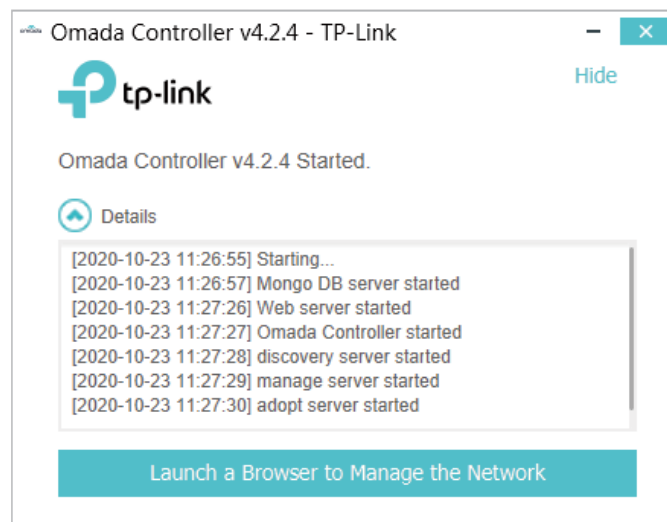 Omada Controller v4.2.4 - TP-Link
tp-link
Hide
Omada Controller v4.2.4 Started.
Details
[2020-10-23 11:26:55] Starting...
[2020-10-23 11:26:57] Mongo DB server started
[2020-10-23 11:27:26] Web server started
[2020-10-23 11:27:27] Omada Controller started
[2020-10-23 11:27:28] discovery server started
[2020-10-23 11:27:29] manage server started
[2020-10-23 11:27:30] adopt server started
Launch a Browser to Manage the Network